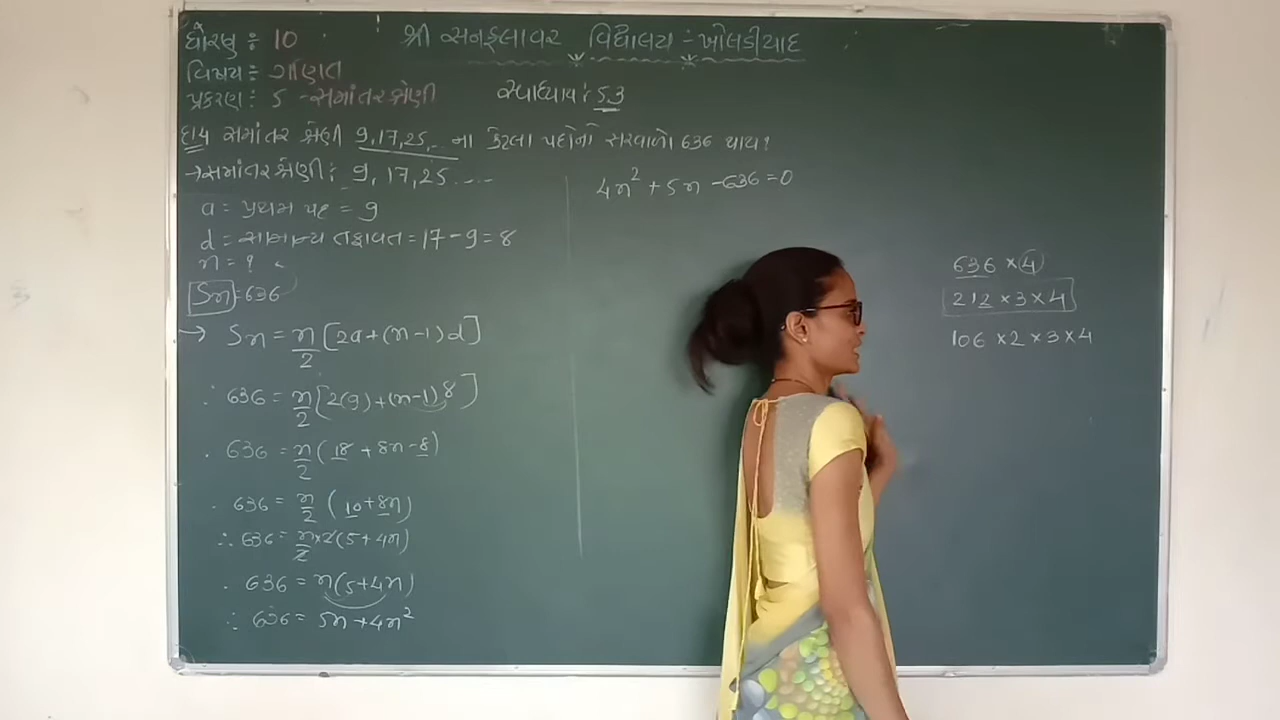 ધોરણ : 10
શ્રી સનફલાવર વિદ્યાલય - ખોલડીયાદ
વિષય : ગણિત
પ્રકરણ : 5 - સમાંતર શ્રેણી
સ્વાધ્યાય : 5.3
દા4 સમાંતર શ્રેણી 9,17,25,.. ના કેટલા પદોનો સરવાળો 636 થાય?
→ સમાંતર શ્રેણી : 9, 17, 25 ....
a = પ્રથમ પદ = 9
d = સામાન્ય તફાવત = 17 - 9 = 8
n = ?
Sn = 636
→ Sn = n/2 [2a + (n-1)d]
∴ 636 = n/2 [2(9) + (n-1)8]
. 636 = n/2 (18 + 8n - 8)
. 636 = n/2 (10 + 8n)
∴ 636 = n/2 × 2(5 + 4n)
. 636 = n(5 + 4n)
∴ 636 = 5n + 4n²
4n² + 5n - 636 = 0
636 × 4
212 × 3 × 4
106 × 2 × 3 × 4